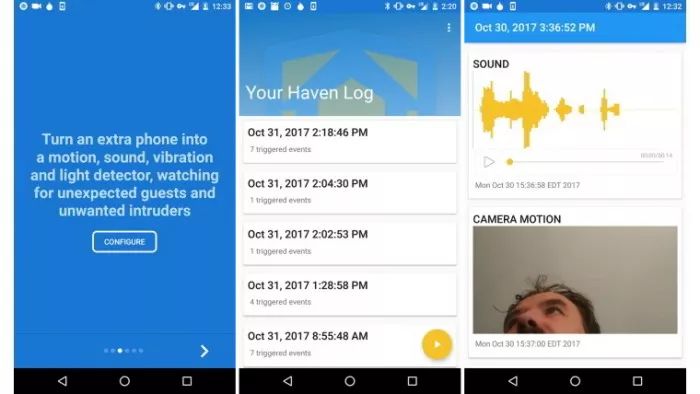 12:33
Turn an extra phone into
a motion, sound, vibration
and light detector, watching
for unexpected guests and
unwanted intruders
CONFIGURE
2:20
Your Haven Log
Oct 31, 2017 2:18:46 PM
7 triggered events
Oct 31, 2017 2:04:30 PM
1 triggered events
Oct 31, 2017 2:02:53 PM
1 triggered events
Oct 31, 2017 1:28:58 PM
4 triggered events
Oct 31, 2017 8:55:48 AM
7 triggered events
12:32
Oct 30, 2017 3:36:52 PM
SOUND
Mon Oct 30 15:36:58 EDT 2017
CAMERA MOTION
Mon Oct 30 15:37:00 EDT 2017